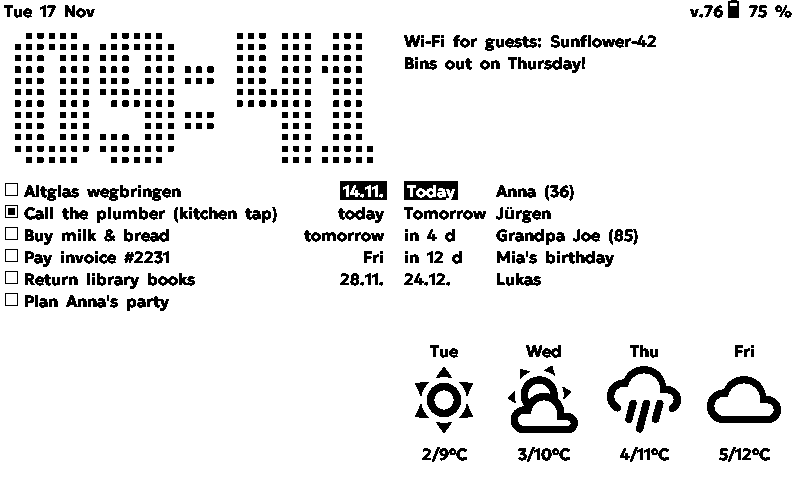 Tue 17 Nov
v.76 75 %
09:41
Wi-Fi for guests: Sunflower-42
Bins out on Thursday!
Altglas wegbringen 14.11.
Call the plumber (kitchen tap) today
Buy milk & bread tomorrow
Pay invoice #2231 Fri
Return library books 28.11.
Plan Anna's party
Today Anna (36)
Tomorrow Jürgen
in 4 d Grandpa Joe (85)
in 12 d Mia's birthday
24.12. Lukas
Tue Wed Thu Fri
2/9°C 3/10°C 4/11°C 5/12°C